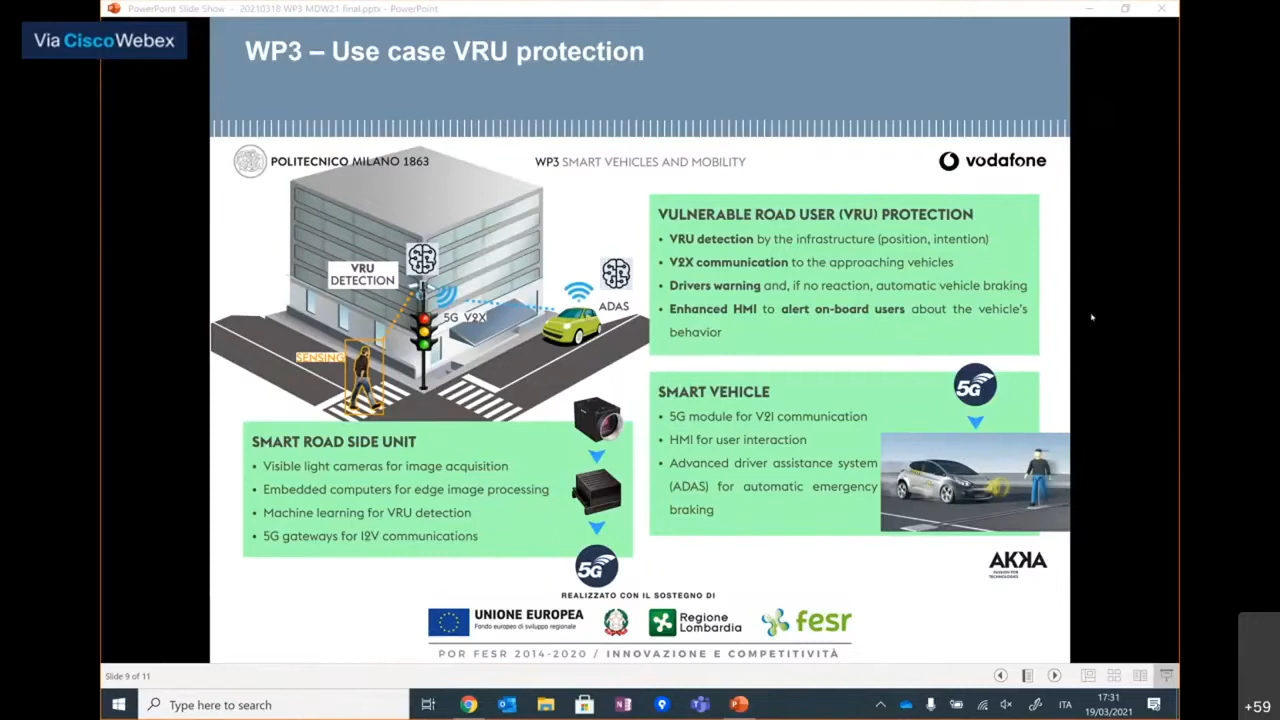 PowerPoint Slide Show - 20210318 WP3 MDW21 final.pptx - PowerPoint
Via CiscoWebex
WP3 – Use case VRU protection
POLITECNICO MILANO 1863
WP3 SMART VEHICLES AND MOBILITY
vodafone
VRU
DETECTION
5G V2X
ADAS
SENSING
VULNERABLE ROAD USER (VRU) PROTECTION
• VRU detection by the infrastructure (position, intention)
• V2X communication to the approaching vehicles
• Drivers warning and, if no reaction, automatic vehicle braking
• Enhanced HMI to alert on-board users about the vehicle's
behavior
SMART ROAD SIDE UNIT
• Visible light cameras for image acquisition
• Embedded computers for edge image processing
• Machine learning for VRU detection
• 5G gateways for I2V communications
5G
SMART VEHICLE
• 5G module for V2I communication
• HMI for user interaction
• Advanced driver assistance system
(ADAS) for automatic emergency
braking
5G
AKKA
PASSION FOR
TECHNOLOGIES
REALIZZATO CON IL SOSTEGNO DI
UNIONE EUROPEA
Fondo europeo di sviluppo regionale
Regione
Lombardia
fesr
POR FESR 2014-2020 / INNOVAZIONE E COMPETITIVITÀ
Slide 9 of 11
Type here to search
ITA
17:31
19/03/2021
+59